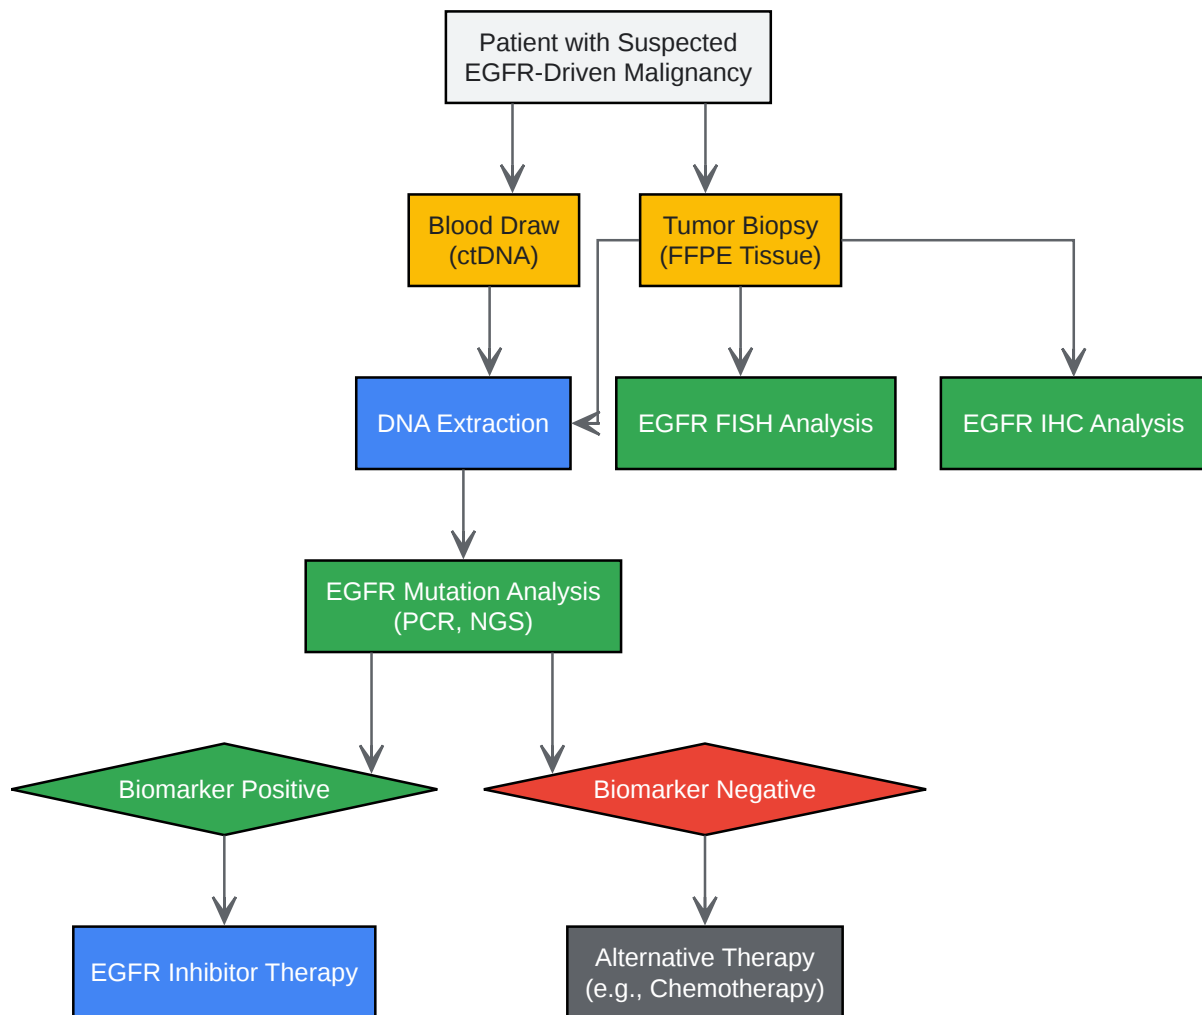 Patient with Suspected
EGFR-Driven Malignancy
Blood Draw
(ctDNA)
Tumor Biopsy
(FFPE Tissue)
DNA Extraction
EGFR FISH Analysis
EGFR IHC Analysis
EGFR Mutation Analysis
(PCR, NGS)
Biomarker Positive
Biomarker Negative
EGFR Inhibitor Therapy
Alternative Therapy
(e.g., Chemotherapy)